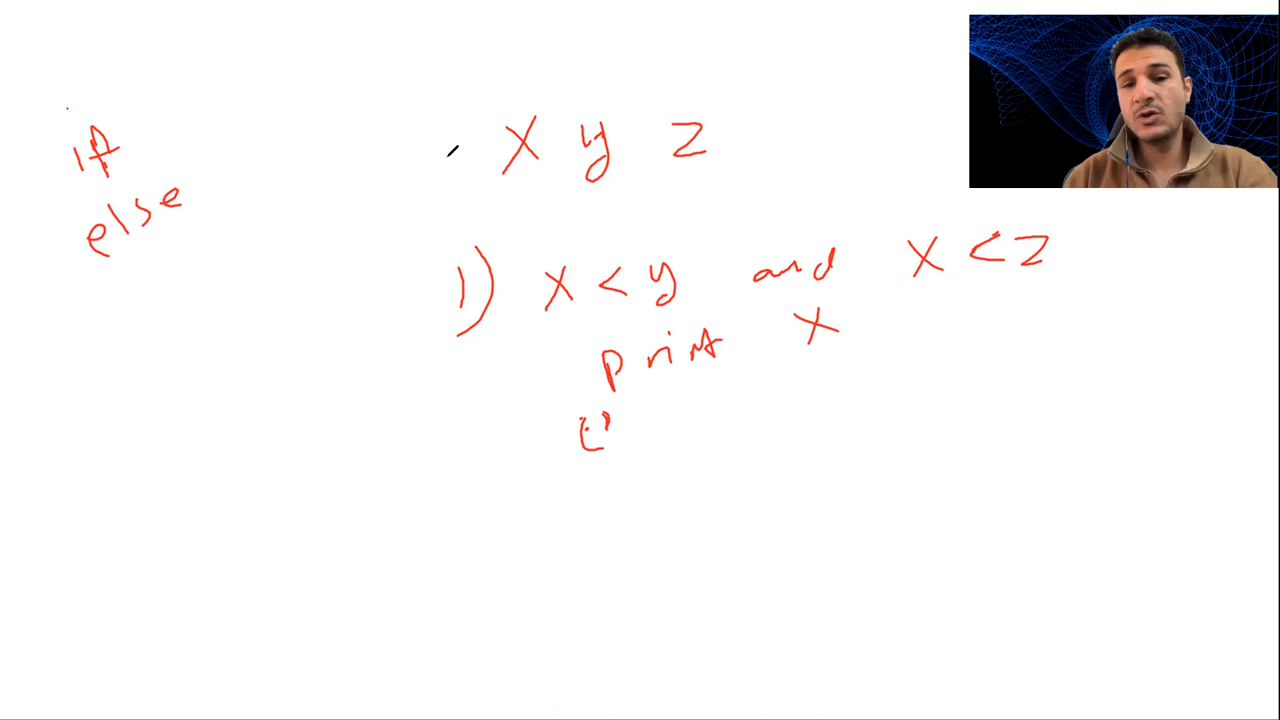 if
else
X y z
1) X < y and X < z
print X